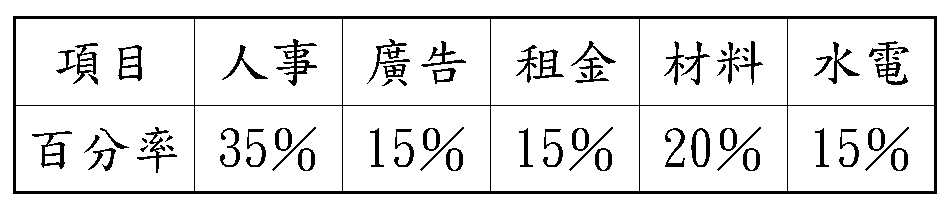 項目 人事 廣告 租金 材料 水電
百分率 35% 15% 15% 20% 15%